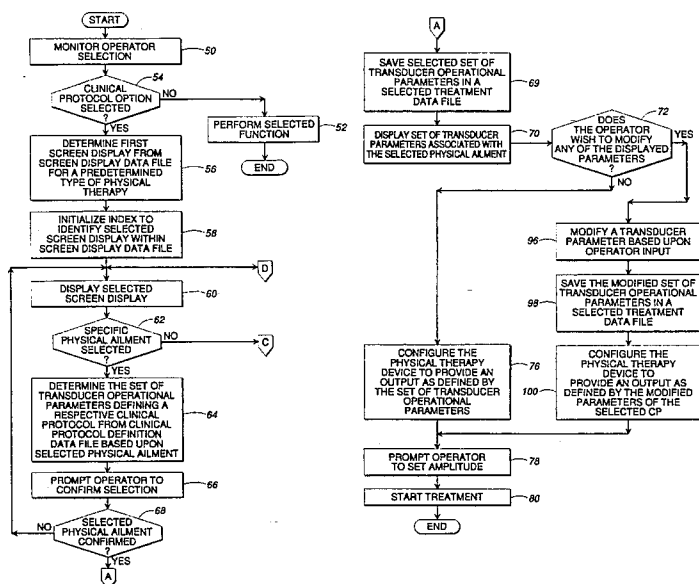 START
MONITOR OPERATOR
SELECTION
50
54
CLINICAL
PROTOCOL OPTION
SELECTED
?
NO
YES
PERFORM SELECTED
FUNCTION
52
END
DETERMINE FIRST
SCREEN DISPLAY FROM
SCREEN DISPLAY DATA FILE
FOR A PREDETERMINED
TYPE OF PHYSICAL
THERAPY
56
INITIALIZE INDEX TO
IDENTIFY SELECTED
SCREEN DISPLAY WITHIN
SCREEN DISPLAY DATA FILE
58
D
DISPLAY SELECTED
SCREEN DISPLAY
60
62
SPECIFIC
PHYSICAL AILMENT
SELECTED
?
NO
C
YES
DETERMINE THE SET OF
TRANSDUCER OPERATIONAL
PARAMETERS DEFINING A
RESPECTIVE CLINICAL
PROTOCOL FROM CLINICAL
PROTOCOL DEFINITION
DATA FILE BASED UPON
SELECTED PHYSICAL AILMENT
64
PROMPT OPERATOR TO
CONFIRM SELECTION
66
68
NO
SELECTED
PHYSICAL AILMENT
CONFIRMED
?
YES
A
A
SAVE SELECTED SET OF
TRANSDUCER OPERATIONAL
PARAMETERS IN A
SELECTED TREATMENT
DATA FILE
69
DISPLAY SET OF TRANSDUCER
PARAMETERS ASSOCIATED WITH
THE SELECTED PHYSICAL AILMENT
70
72
DOES
THE OPERATOR
WISH TO MODIFY
ANY OF THE DISPLAYED
PARAMETERS
?
YES
NO
96
MODIFY A TRANSDUCER
PARAMETER BASED UPON
OPERATOR INPUT
98
SAVE THE MODIFIED SET OF
TRANSDUCER OPERATIONAL
PARAMETERS IN A
SELECTED TREATMENT
DATA FILE
CONFIGURE THE
PHYSICAL THERAPY
DEVICE TO PROVIDE AN
OUTPUT AS DEFINED BY
THE SET OF TRANSDUCER
OPERATIONAL
PARAMETERS
76
100
CONFIGURE THE
PHYSICAL THERAPY
DEVICE TO
PROVIDE AN OUTPUT AS
DEFINED BY THE MODIFIED
PARAMETERS OF THE
SELECTED CP
PROMPT OPERATOR
TO SET AMPLITUDE
78
START TREATMENT
80
END